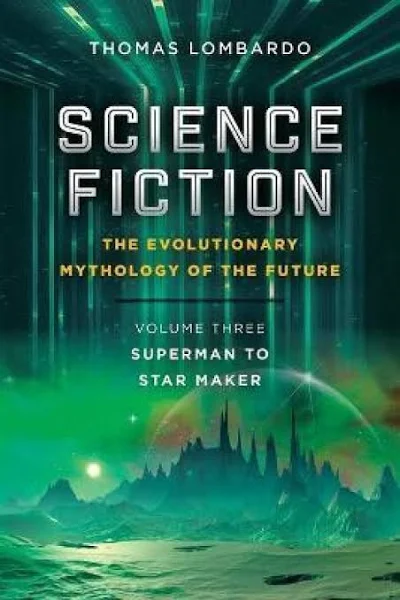 THOMAS LOMBARDO
SCIENCE
FICTION
THE EVOLUTIONARY
MYTHOLOGY OF THE FUTURE
VOLUME THREE
SUPERMAN TO
STAR MAKER